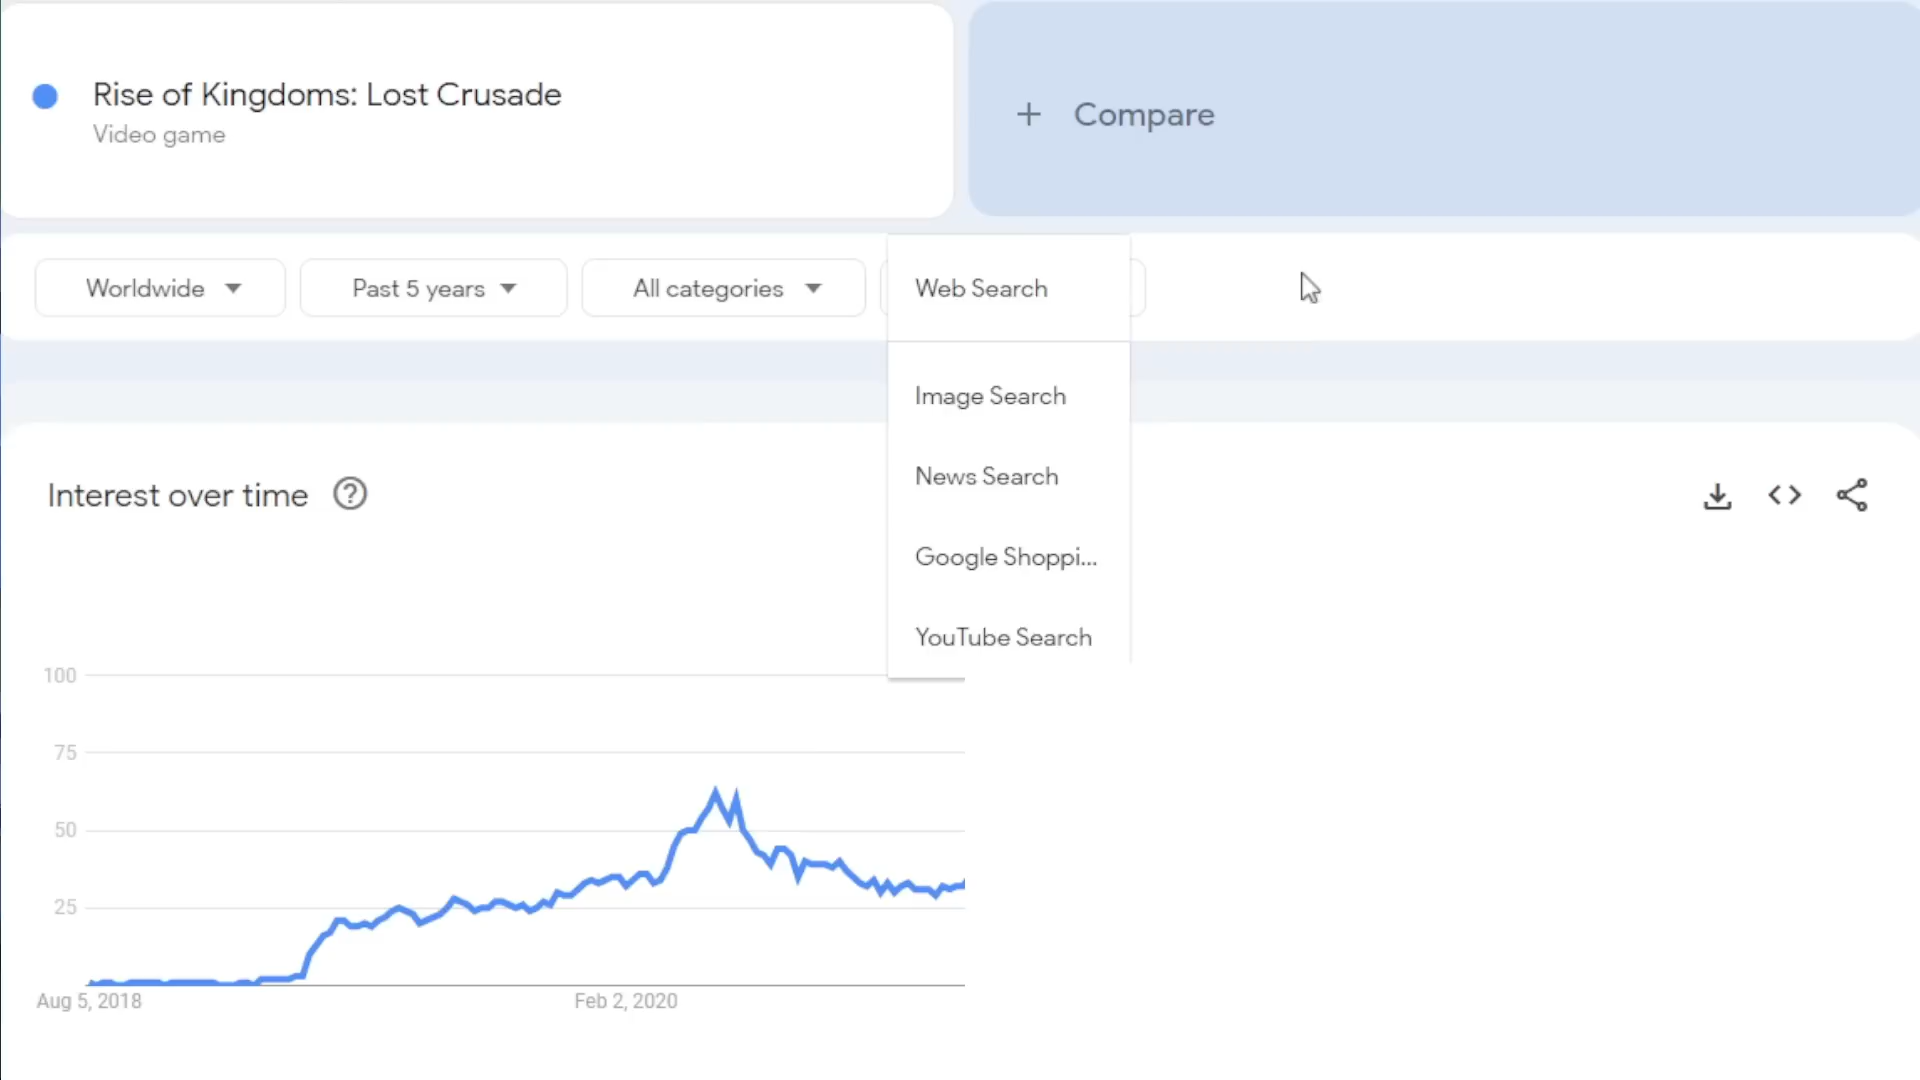 Rise of Kingdoms: Lost Crusade
Video game
+ Compare
Worldwide
Past 5 years
All categories
Web Search
Image Search
News Search
Google Shoppi...
YouTube Search
Interest over time ?
100
75
50
25
Aug 5, 2018
Feb 2, 2020